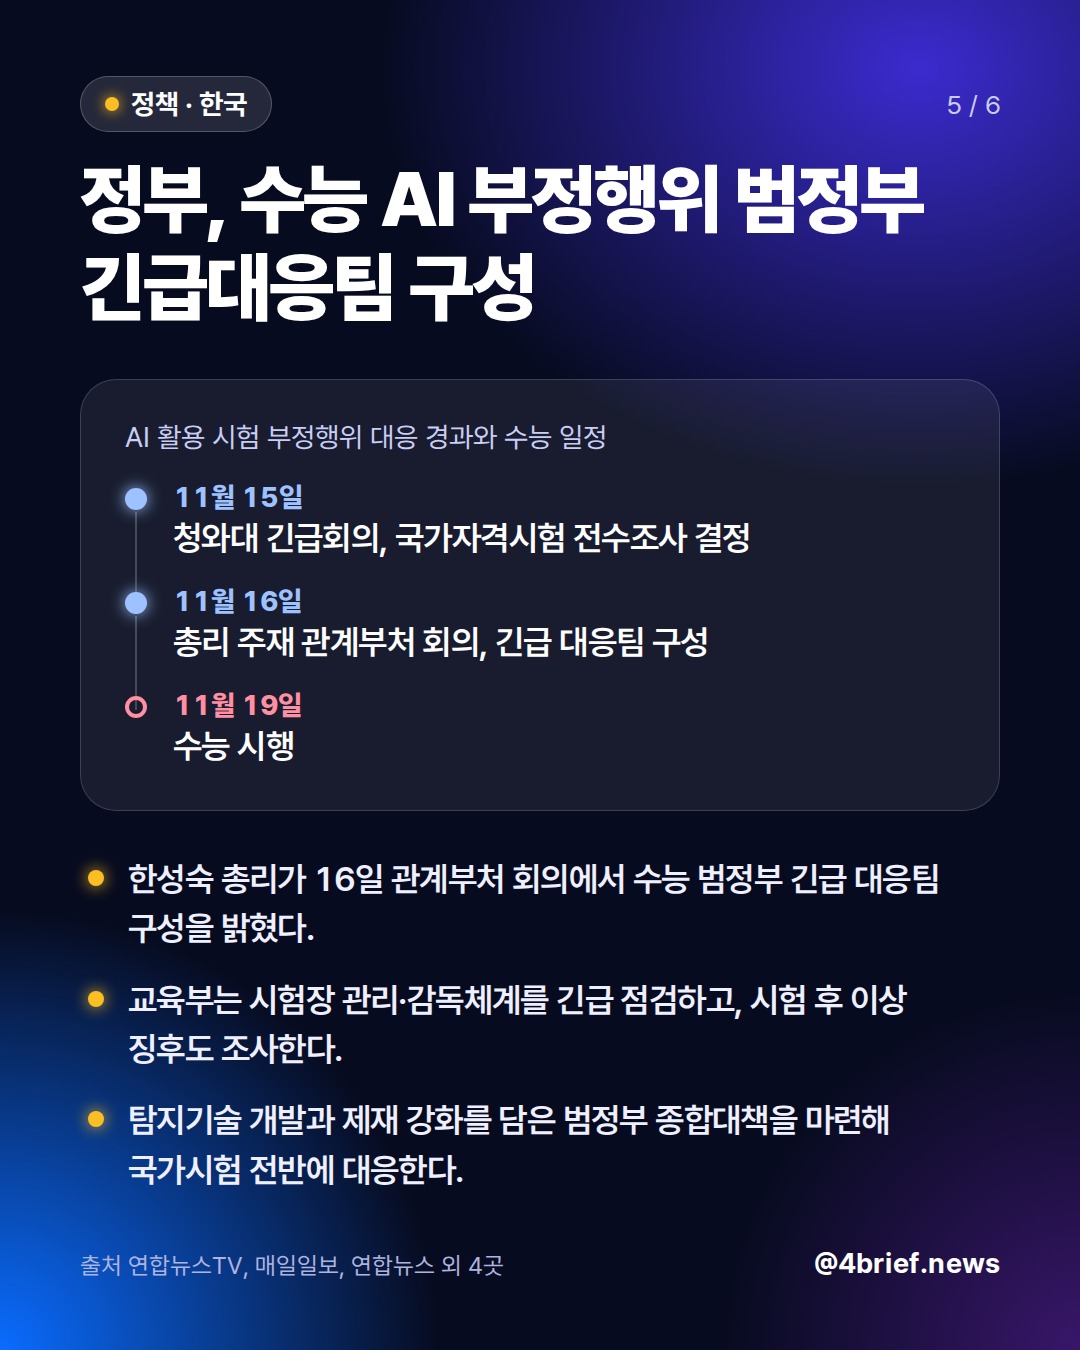 정책 · 한국
5 / 6
정부, 수능 AI 부정행위 범정부
긴급대응팀 구성
AI 활용 시험 부정행위 대응 경과와 수능 일정
11월 15일
청와대 긴급회의, 국가자격시험 전수조사 결정
11월 16일
총리 주재 관계부처 회의, 긴급 대응팀 구성
11월 19일
수능 시행
한성숙 총리가 16일 관계부처 회의에서 수능 범정부 긴급 대응팀
구성을 밝혔다.
교육부는 시험장 관리·감독체계를 긴급 점검하고, 시험 후 이상
징후도 조사한다.
탐지기술 개발과 제재 강화를 담은 범정부 종합대책을 마련해
국가시험 전반에 대응한다.
출처 연합뉴스TV, 매일일보, 연합뉴스 외 4곳
@4brief.news